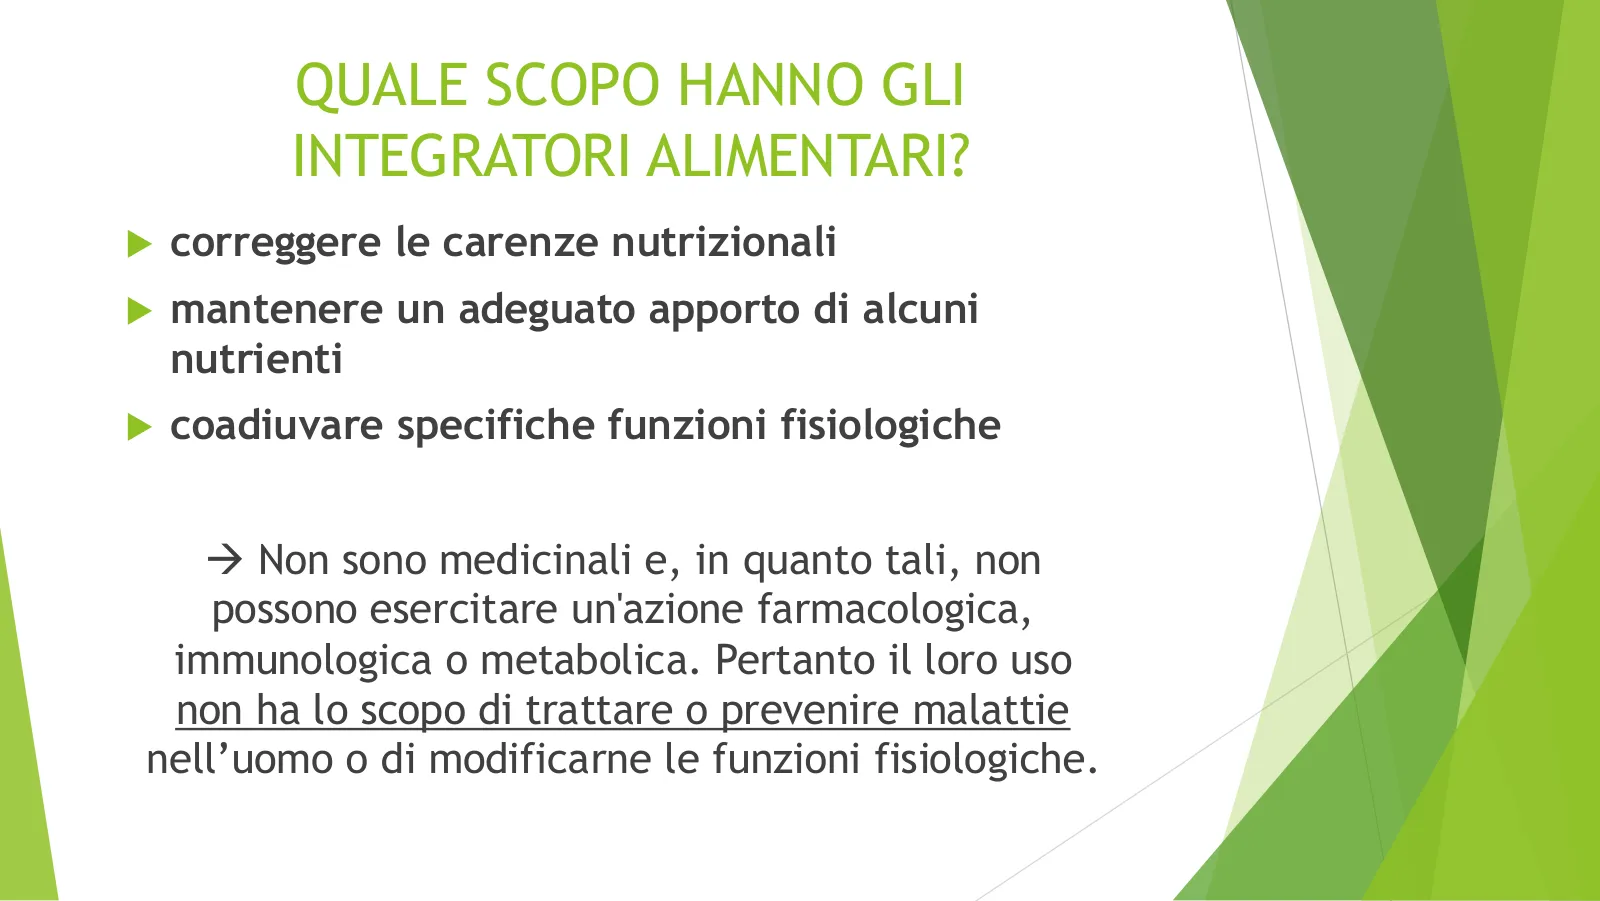 QUALE SCOPO HANNO GLI
INTEGRATORI ALIMENTARI?
correggere le carenze nutrizionali
mantenere un adeguato apporto di alcuni
nutrienti
coadiuvare specifiche funzioni fisiologiche
→ Non sono medicinali e, in quanto tali, non
possono esercitare un'azione farmacologica,
immunologica o metabolica. Pertanto il loro uso
non ha lo scopo di trattare o prevenire malattie
nell’uomo o di modificarne le funzioni fisiologiche.